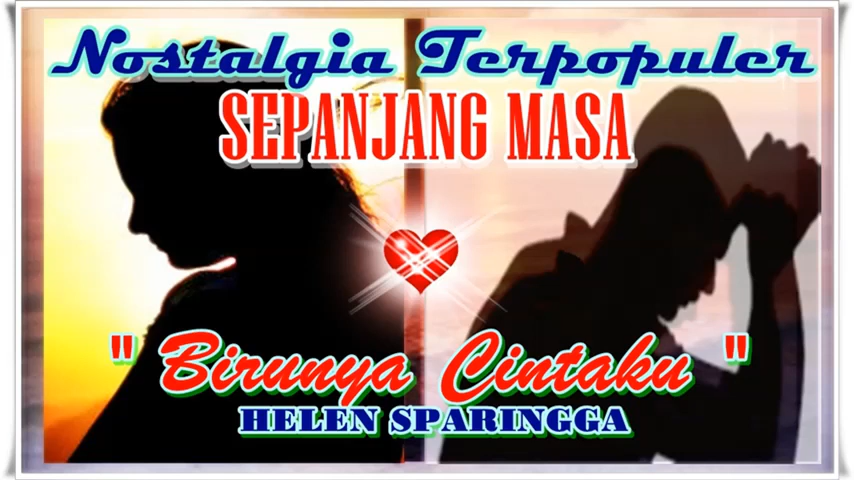 Nostalgia Terpopuler
SEPANJANG MASA
" Birunya Cintaku "
HELEN SPARINGGA